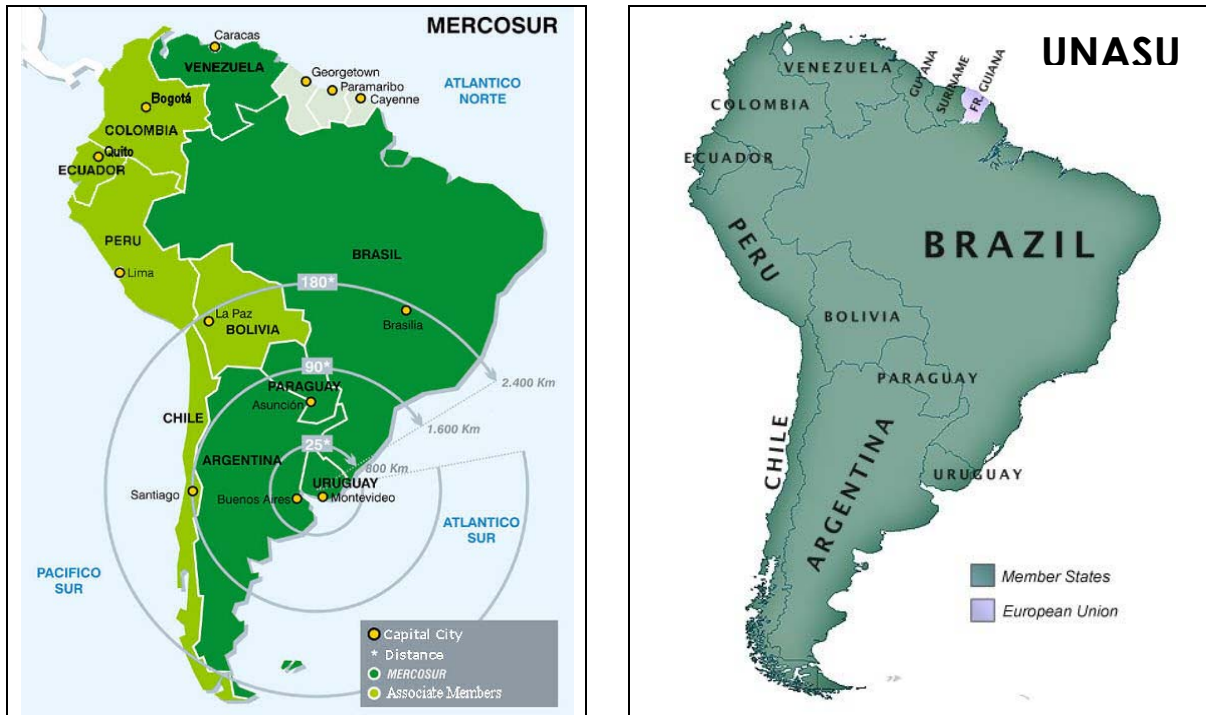 MERCOSUR
Caracas
VENEZUELA
Georgetown
Paramaribo
Cayenne
ATLANTICO
NORTE
Bogotá
COLOMBIA
Quito
ECUADOR
PERU
Lima
BRASIL
180*
La Paz
BOLIVIA
Brasilia
90*
PARAGUAY
Asunción
2.400 Km
CHILE
1.600 Km
25*
ARGENTINA
800 Km
URUGUAY
Santiago
Buenos Aires
Montevideo
ATLANTICO
SUR
PACIFICO
SUR
Capital City
* Distance
MERCOSUR
Associate Members
UNASU
VENEZUELA
GUYANA
SURINAME
FR. GUIANA
COLOMBIA
ECUADOR
PERU
BRAZIL
BOLIVIA
PARAGUAY
CHILE
ARGENTINA
URUGUAY
Member States
European Union